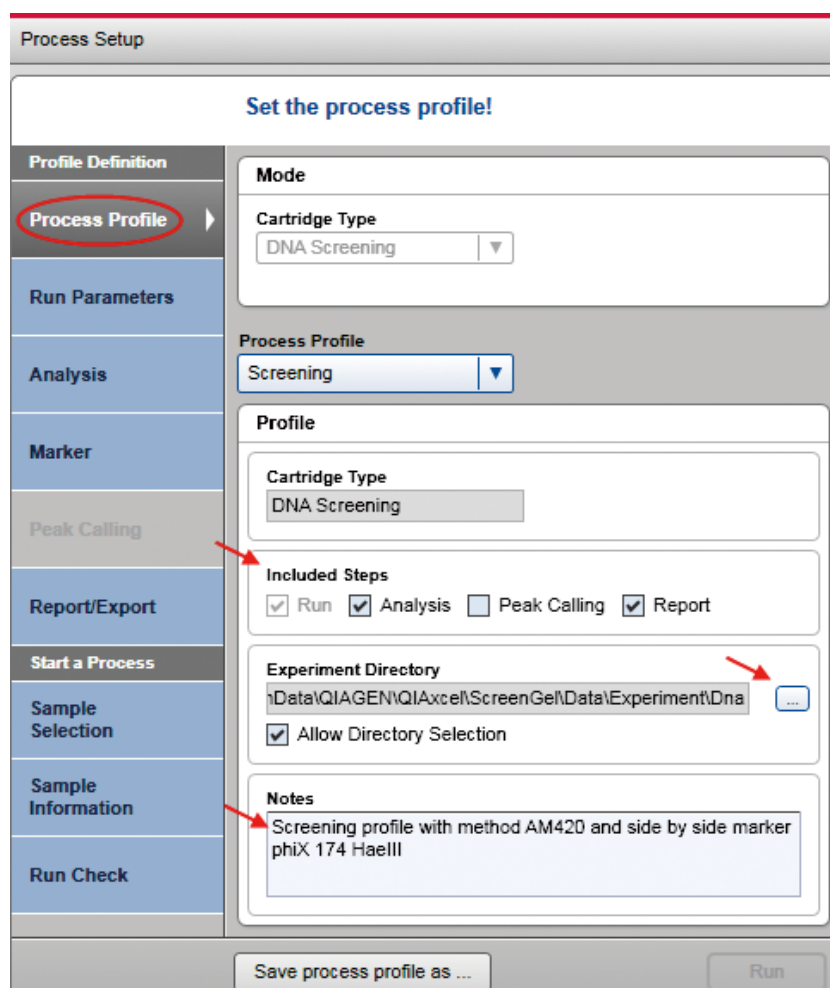 Process Setup
Set the process profile!
Profile Definition
Process Profile
Run Parameters
Analysis
Marker
Peak Calling
Report/Export
Start a Process
Sample
Selection
Sample
Information
Run Check
Mode
Cartridge Type
DNA Screening
Process Profile
Screening
Profile
Cartridge Type
DNA Screening
Included Steps
Run Analysis Peak Calling Report
Experiment Directory
nData\QIAGEN\QIAxcel\ScreenGel\Data\Experiment\Dna ...
Allow Directory Selection
Notes
Screening profile with method AM420 and side by side marker
phiX 174 HaeIII
Save process profile as ... Run